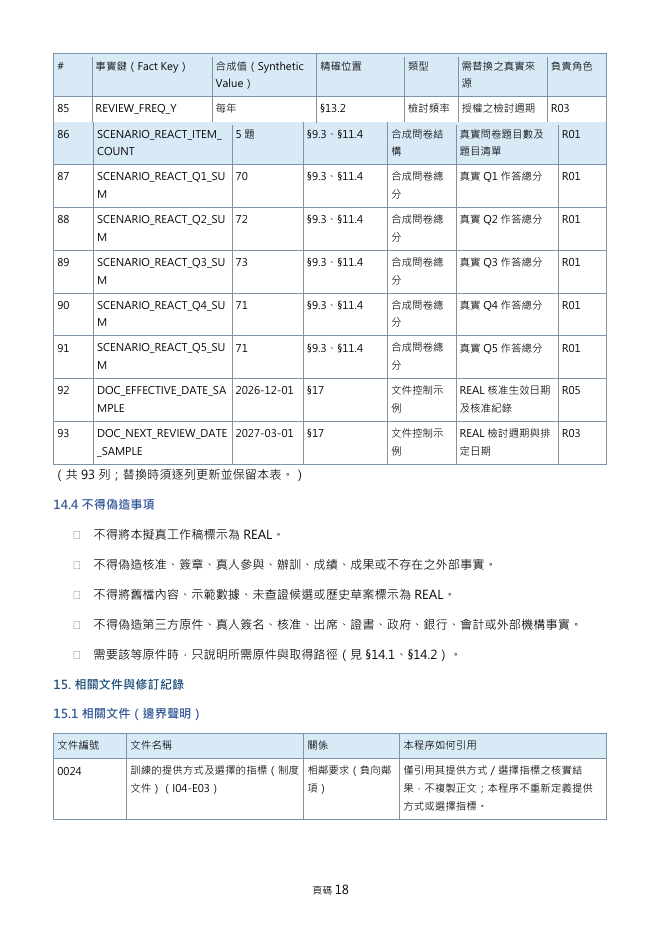 # 事實鍵（Fact Key） 合成值（Synthetic 精確位置 類型 需替換之真實來 負責角色
Value） 源
85 REVIEW_FREQ_Y 每年 §13.2 檢討頻率 授權之檢討週期 R03
86 SCENARIO_REACT_ITEM_ 5 題 §9.3、§11.4 合成問卷結 真實問卷題目數及 R01
COUNT 構 題目清單
87 SCENARIO_REACT_Q1_SU 70 §9.3、§11.4 合成問卷總 真實 Q1 作答總分 R01
M 分
88 SCENARIO_REACT_Q2_SU 72 §9.3、§11.4 合成問卷總 真實 Q2 作答總分 R01
M 分
89 SCENARIO_REACT_Q3_SU 73 §9.3、§11.4 合成問卷總 真實 Q3 作答總分 R01
M 分
90 SCENARIO_REACT_Q4_SU 71 §9.3、§11.4 合成問卷總 真實 Q4 作答總分 R01
M 分
91 SCENARIO_REACT_Q5_SU 71 §9.3、§11.4 合成問卷總 真實 Q5 作答總分 R01
M 分
92 DOC_EFFECTIVE_DATE_SA 2026-12-01 §17 文件控制示 REAL 核准生效日期 R05
MPLE 例 及核准紀錄
93 DOC_NEXT_REVIEW_DATE 2027-03-01 §17 文件控制示 REAL 檢討週期與排 R03
_SAMPLE 例 定日期
（共 93 列；替換時須逐列更新並保留本表。）
14.4 不得偽造事項
□ 不得將本擬真工作稿標示為 REAL。
□ 不得偽造核准、簽章、真人參與、辦訓、成績、成果或不存在之外部事實。
□ 不得將舊檔內容、示範數據、未查證候選或歷史草案標示為 REAL。
□ 不得偽造第三方原件、真人簽名、核准、出席、證書、政府、銀行、會計或外部機構事實。
□ 需要該等原件時，只說明所需原件與取得路徑（見 §14.1、§14.2）。
15. 相關文件與修訂紀錄
15.1 相關文件（邊界聲明）
文件編號 文件名稱 關係 本程序如何引用
0024 訓練的提供方式及選擇的指標（制度 相鄰要求（負向鄰 僅引用其提供方式／選擇指標之核實結
文件）（I04-E03） 項） 果，不複製正文；本程序不重新定義提供
方式或選擇指標。
頁碼 18